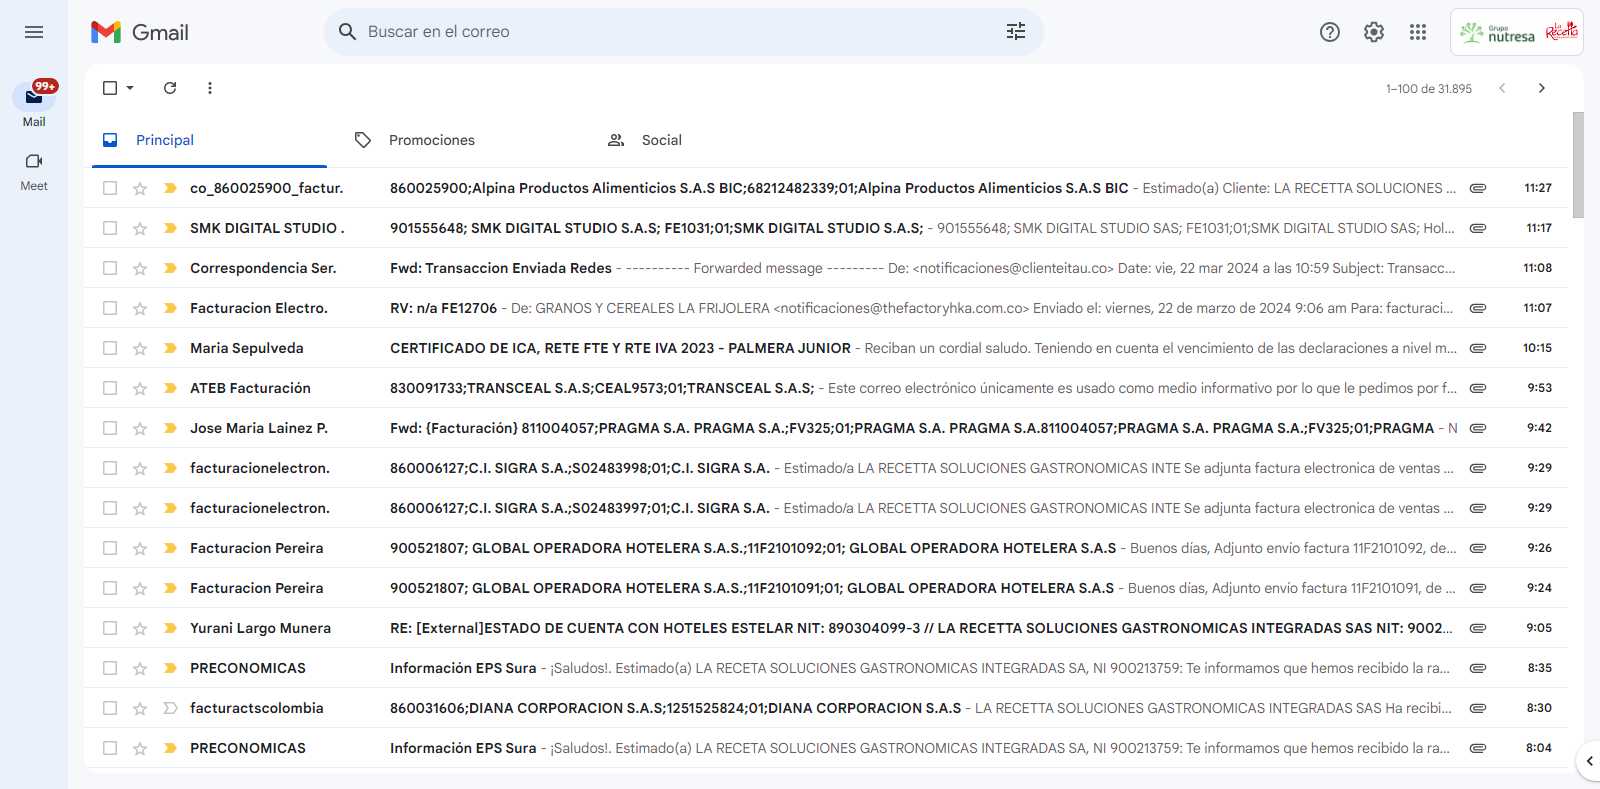 Gmail
Buscar en el correo
Grupo nutresa
La Receta
99+
Mail
Meet
1–100 de 31.895
Principal
Promociones
Social
co_860025900_factur. 860025900;Alpina Productos Alimenticios S.A.S BIC;68212482339;01;Alpina Productos Alimenticios S.A.S BIC - Estimado(a) Cliente: LA RECETTA SOLUCIONES ... 11:27
SMK DIGITAL STUDIO . 901555648; SMK DIGITAL STUDIO S.A.S; FE1031;01;SMK DIGITAL STUDIO S.A.S; - 901555648; SMK DIGITAL STUDIO SAS; FE1031;01;SMK DIGITAL STUDIO SAS; Hol... 11:17
Correspondencia Ser. Fwd: Transaccion Enviada Redes - ---------- Forwarded message --------- De: <notificaciones@clienteitau.co> Date: vie, 22 mar 2024 a las 10:59 Subject: Transacc... 11:08
Facturacion Electro. RV: n/a FE12706 - De: GRANOS Y CEREALES LA FRIJOLERA <notificaciones@thefactoryhka.com.co> Enviado el: viernes, 22 de marzo de 2024 9:06 am Para: facturaci... 11:07
Maria Sepulveda CERTIFICADO DE ICA, RETE FTE Y RTE IVA 2023 - PALMERA JUNIOR - Reciban un cordial saludo. Teniendo en cuenta el vencimiento de las declaraciones a nivel m... 10:15
ATEB Facturación 830091733;TRANSCEAL S.A.S;CEAL9573;01;TRANSCEAL S.A.S; - Este correo electrónico únicamente es usado como medio informativo por lo que le pedimos por f... 9:53
Jose Maria Lainez P. Fwd: {Facturación} 811004057;PRAGMA S.A. PRAGMA S.A.;FV325;01;PRAGMA S.A. PRAGMA S.A.811004057;PRAGMA S.A. PRAGMA S.A.;FV325;01;PRAGMA - N 9:42
facturacionelectron. 860006127;C.I. SIGRA S.A.;S02483998;01;C.I. SIGRA S.A. - Estimado/a LA RECETTA SOLUCIONES GASTRONOMICAS INTE Se adjunta factura electronica de ventas ... 9:29
facturacionelectron. 860006127;C.I. SIGRA S.A.;S02483997;01;C.I. SIGRA S.A. - Estimado/a LA RECETTA SOLUCIONES GASTRONOMICAS INTE Se adjunta factura electronica de ventas ... 9:29
Facturacion Pereira 900521807; GLOBAL OPERADORA HOTELERA S.A.S.;11F2101092;01; GLOBAL OPERADORA HOTELERA S.A.S - Buenos días, Adjunto envío factura 11F2101092, de... 9:26
Facturacion Pereira 900521807; GLOBAL OPERADORA HOTELERA S.A.S.;11F2101091;01; GLOBAL OPERADORA HOTELERA S.A.S - Buenos días, Adjunto envío factura 11F2101091, de ... 9:24
Yurani Largo Munera RE: [External]ESTADO DE CUENTA CON HOTELES ESTELAR NIT: 890304099-3 // LA RECETTA SOLUCIONES GASTRONOMICAS INTEGRADAS SAS NIT: 9002... 9:05
PRECONOMICAS Información EPS Sura - ¡Saludos!. Estimado(a) LA RECETA SOLUCIONES GASTRONOMICAS INTEGRADAS SA, NI 900213759: Te informamos que hemos recibido la ra... 8:35
facturactscolombia 860031606;DIANA CORPORACION S.A.S;1251525824;01;DIANA CORPORACION S.A.S - LA RECETTA SOLUCIONES GASTRONOMICAS INTEGRADAS SAS Ha recibi... 8:30
PRECONOMICAS Información EPS Sura - ¡Saludos!. Estimado(a) LA RECETA SOLUCIONES GASTRONOMICAS INTEGRADAS SA, NI 900213759: Te informamos que hemos recibido la ra... 8:04